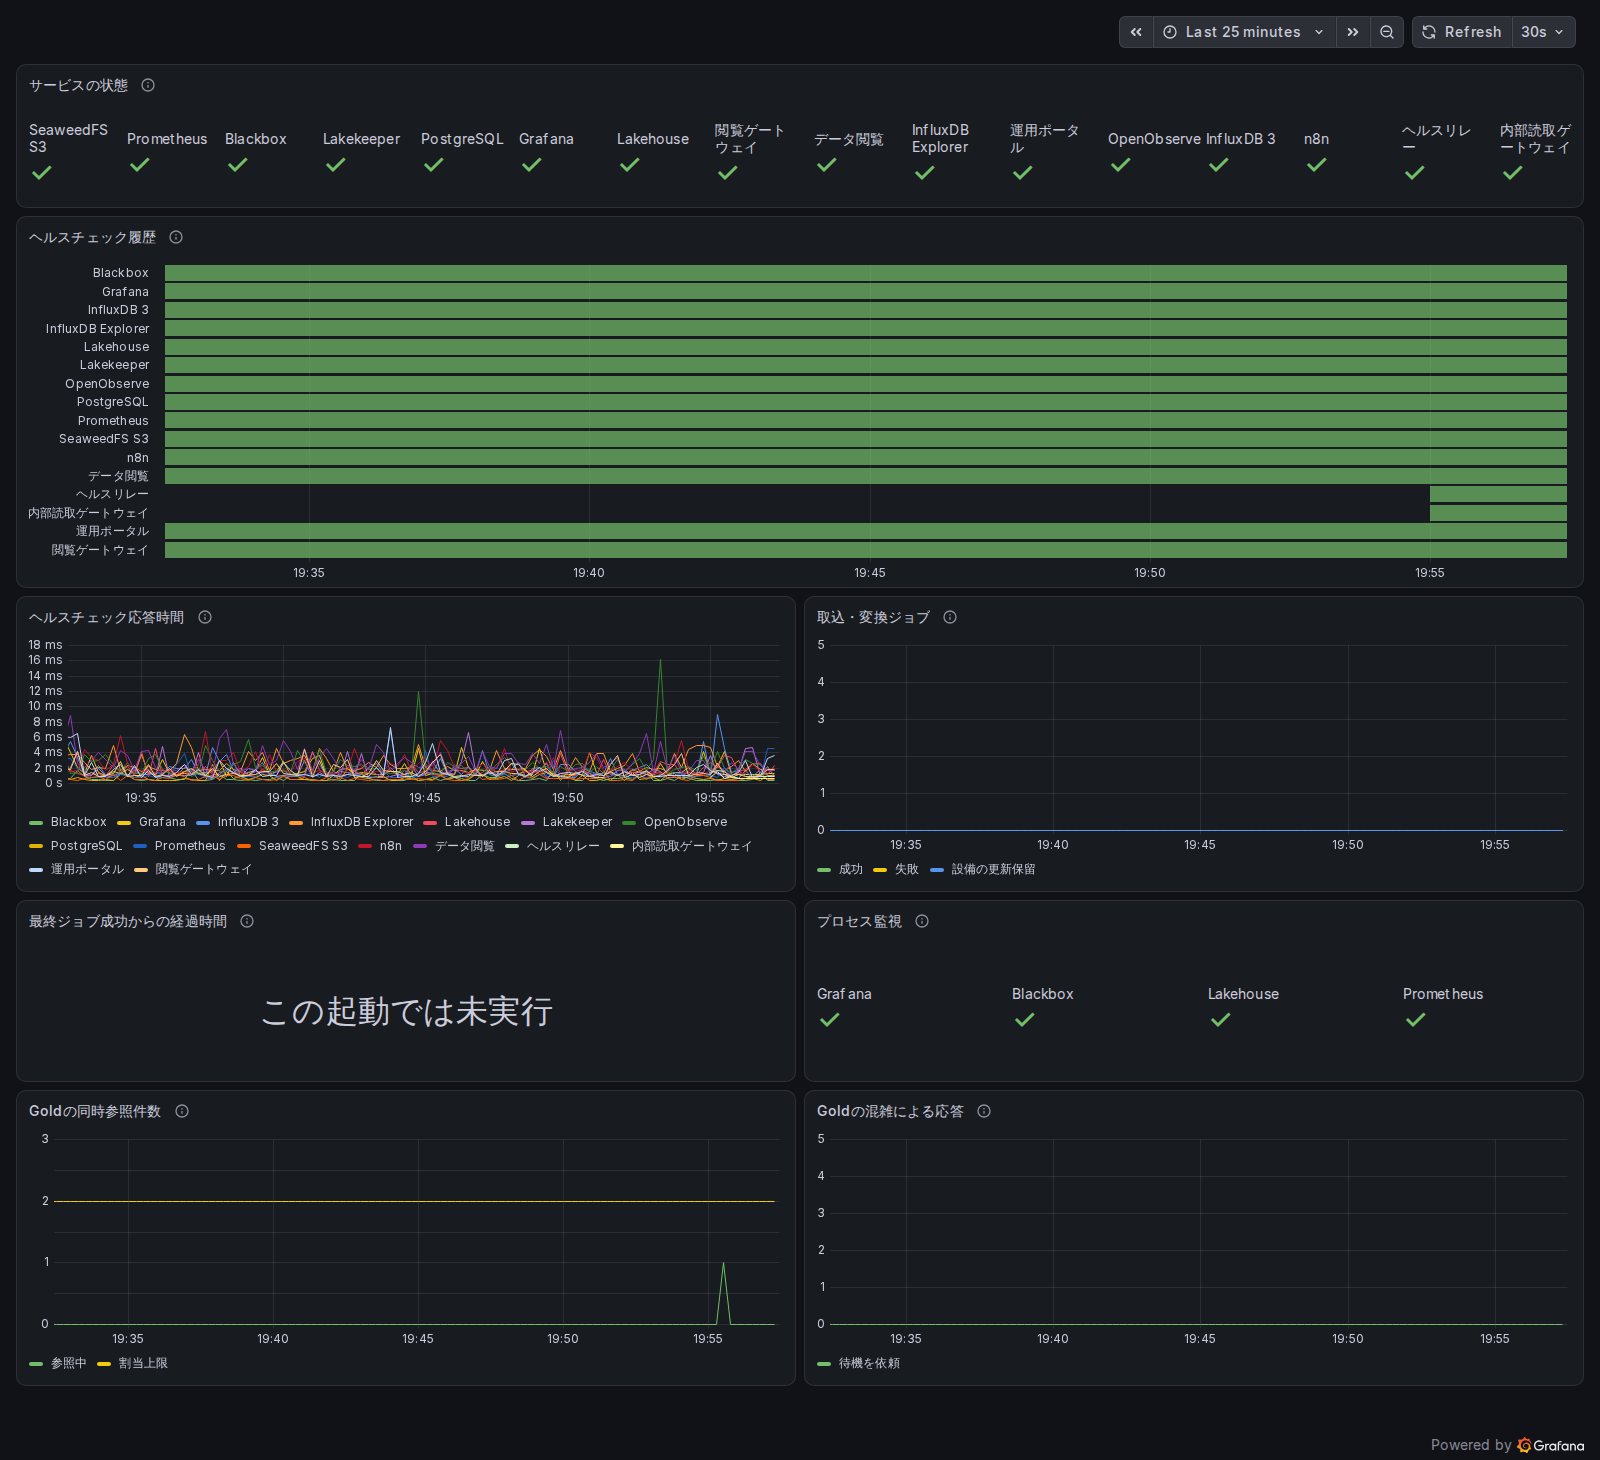 Last 25 minutes
Refresh
30s
サービスの状態
SeaweedFS S3
Prometheus
Blackbox
Lakekeeper
PostgreSQL
Grafana
Lakehouse
閲覧ゲートウェイ
データ閲覧
InfluxDB Explorer
運用ポータル
OpenObserve
InfluxDB 3
n8n
ヘルスリレー
内部読取ゲートウェイ
ヘルスチェック履歴
Blackbox
Grafana
InfluxDB 3
InfluxDB Explorer
Lakehouse
Lakekeeper
OpenObserve
PostgreSQL
Prometheus
SeaweedFS S3
n8n
データ閲覧
ヘルスリレー
内部読取ゲートウェイ
運用ポータル
閲覧ゲートウェイ
19:35 19:40 19:45 19:50 19:55
ヘルスチェック応答時間
18 ms
16 ms
14 ms
12 ms
10 ms
8 ms
6 ms
4 ms
2 ms
0 s
19:35 19:40 19:45 19:50 19:55
Blackbox Grafana InfluxDB 3 InfluxDB Explorer Lakehouse Lakekeeper OpenObserve
PostgreSQL Prometheus SeaweedFS S3 n8n データ閲覧 ヘルスリレー 内部読取ゲートウェイ
運用ポータル 閲覧ゲートウェイ
取込・変換ジョブ
5
4
3
2
1
0
19:35 19:40 19:45 19:50 19:55
成功 失敗 設備の更新保留
最終ジョブ成功からの経過時間
この起動では未実行
プロセス監視
Grafana Blackbox Lakehouse Prometheus
Goldの同時参照件数
3
2
1
0
19:35 19:40 19:45 19:50 19:55
参照中 割当上限
Goldの混雑による応答
5
4
3
2
1
0
19:35 19:40 19:45 19:50 19:55
待機を依頼
Powered by Grafana